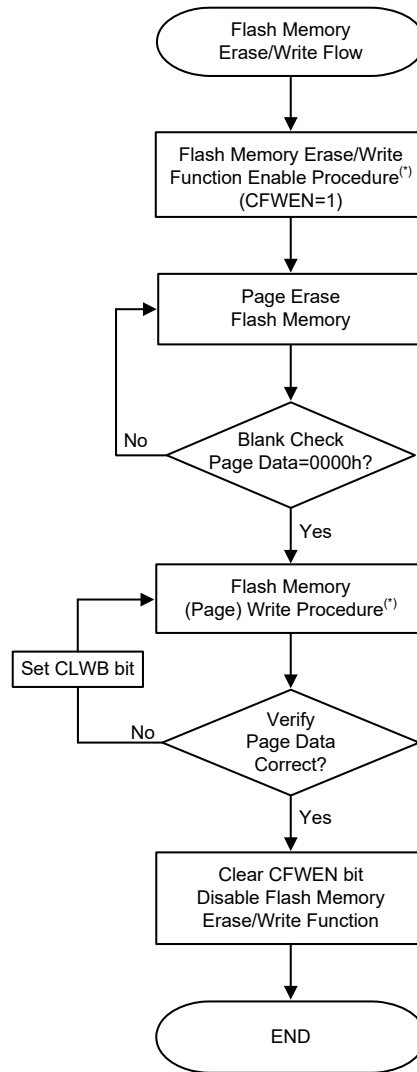 Flash Memory
Erase/Write Flow
Flash Memory Erase/Write
Function Enable Procedure(*)
(CFWEN=1)
Page Erase
Flash Memory
Blank Check
Page Data=0000h?
No
Yes
Flash Memory
(Page) Write Procedure(*)
Set CLWB bit
Verify
Page Data
Correct?
No
Yes
Clear CFWEN bit
Disable Flash Memory
Erase/Write Function
END